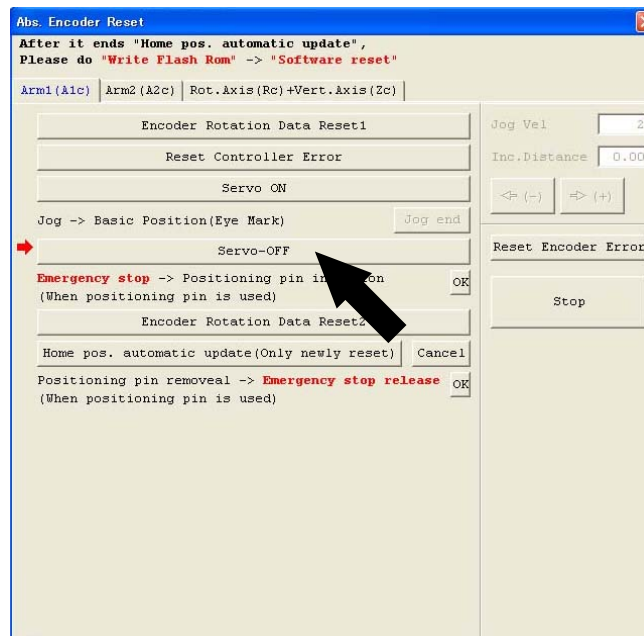 Abs. Encoder Reset
After it ends "Home pos. automatic update",
Please do "Write Flash Rom" -> "Software reset"
Arm1(A1c) Arm2(A2c) Rot.Axis(Rc)+Vert.Axis(Zc)
Encoder Rotation Data Reset1
Reset Controller Error
Servo ON
Jog -> Basic Position(Eye Mark) Jog end
Servo-OFF
Emergency stop -> Positioning pin
(When positioning pin is used) OK
Encoder Rotation Data Reset2
Home pos. automatic update(Only newly reset) Cancel
Positioning pin removeal -> Emergency stop release
(When positioning pin is used) OK
Jog Vel 2
Inc.Distance 0.00
(-) (+)
Reset Encoder Error
Stop